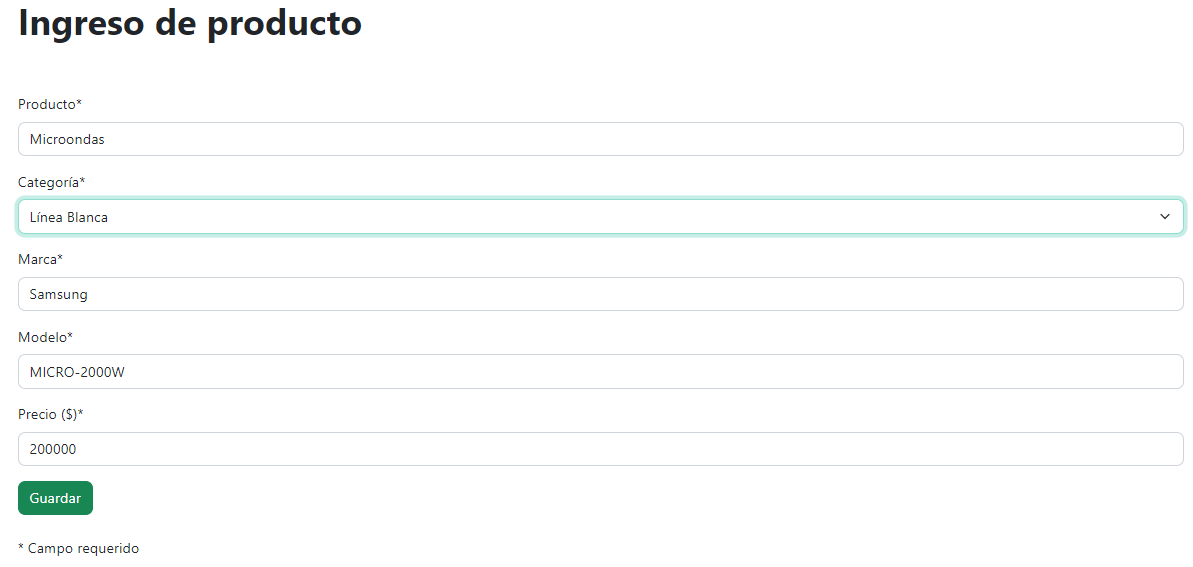 Ingreso de producto
Producto*
Microondas
Categoría*
Línea Blanca
Marca*
Samsung
Modelo*
MICRO-2000W
Precio ($)*
200000
Guardar
* Campo requerido